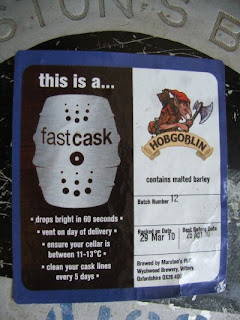 STON'S B
this is a...
fastcask
• drops bright in 60 seconds •
• vent on day of delivery •
• ensure your cellar is
between 11-13°C •
• clean your cask lines
every 5 days •
HOBGOBLIN
contains malted barley
Batch Number 12
Racked on Date
29 Mar 10
Best Before Date
Brewed by Marston's PLC
Wychwood Brewery, Witney,
Oxfordshire OX28